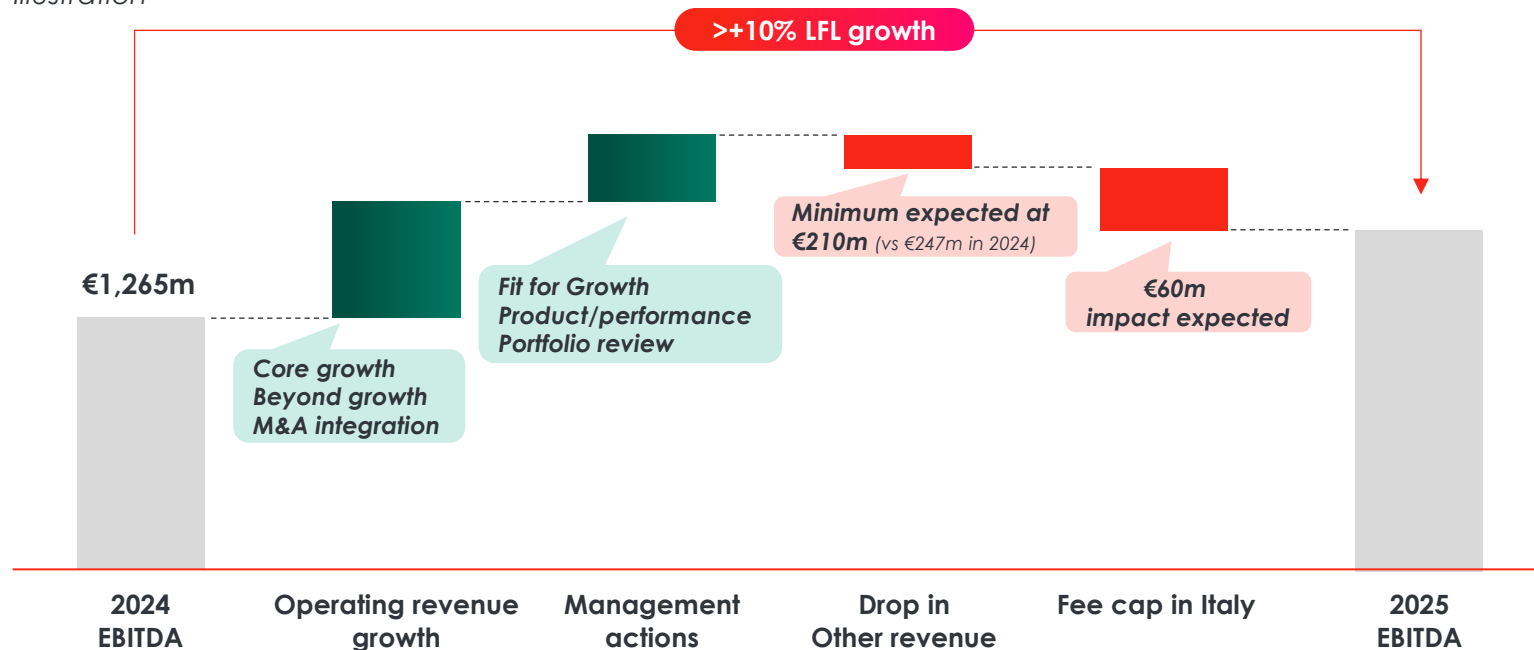 Illustration
>+10% LFL growth
€1,265m
Core growth
Beyond growth
M&A integration
Fit for Growth
Product/performance
Portfolio review
Minimum expected at
€210m (vs €247m in 2024)
€60m
impact expected
2024
EBITDA
Operating revenue
growth
Management
actions
Drop in
Other revenue
Fee cap in Italy
2025
EBITDA